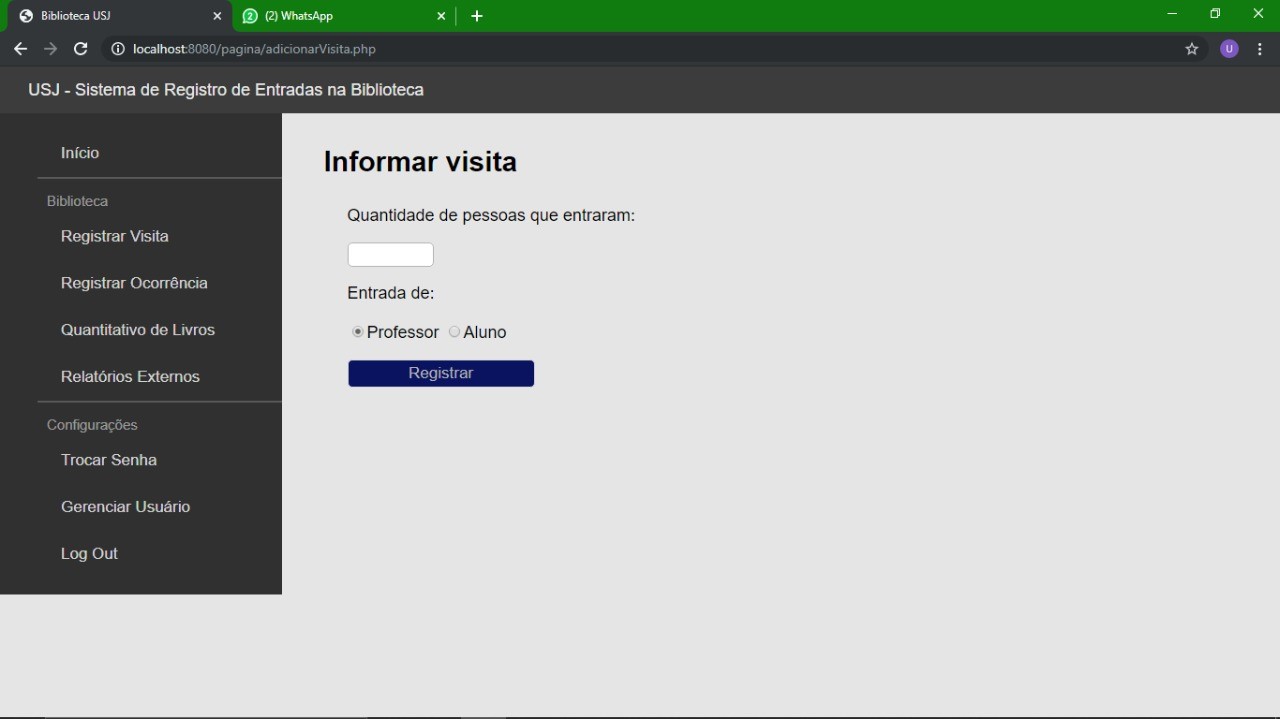 Biblioteca USJ
2 (2) WhatsApp
localhost:8080/pagina/adicionarVisita.php
U
USJ - Sistema de Registro de Entradas na Biblioteca
Início
Biblioteca
Registrar Visita
Registrar Ocorrência
Quantitativo de Livros
Relatórios Externos
Configurações
Trocar Senha
Gerenciar Usuário
Log Out
Informar visita
Quantidade de pessoas que entraram:
Entrada de:
Professor Aluno
Registrar